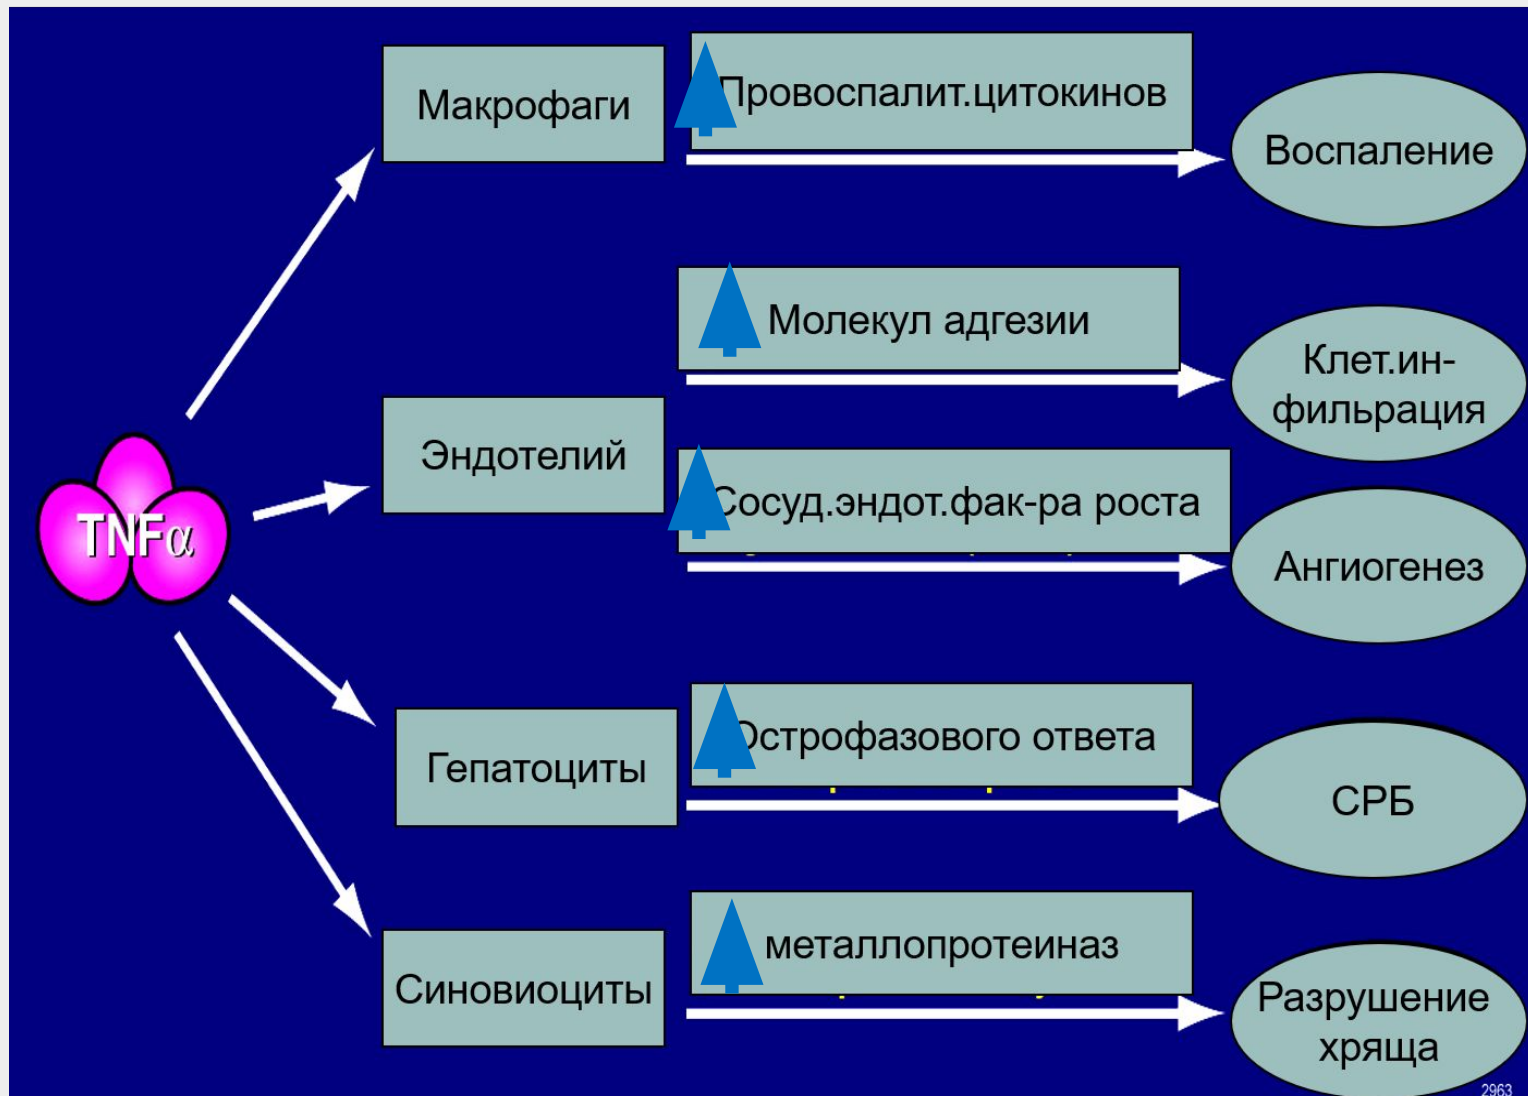 Макрофаги
Провоспалит.цитокинов
Воспаление
Молекул адгезии
Клет.ин-
фильрация
Эндотелий
Сосуд.эндот.фак-ра роста
Ангиогенез
TNFα
Гепатоциты
Острофазового ответа
СРБ
Синовиоциты
металлопротеиназ
Разрушение
хряща
2963